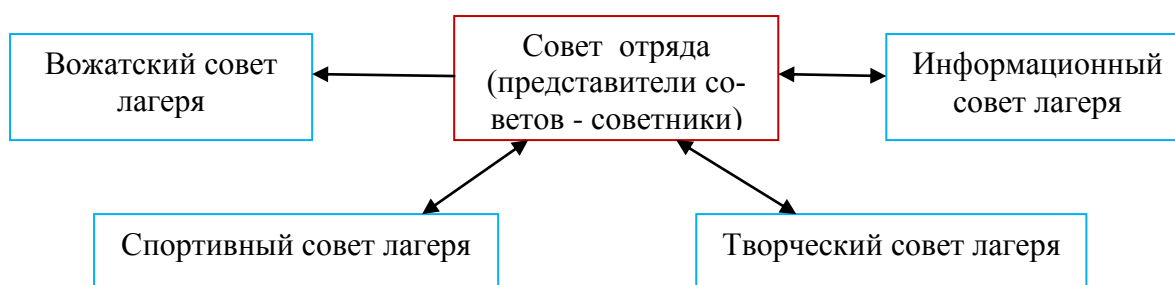 Вожатский совет
лагеря
Совет  отряда
(представители со-
ветов - советники)
Информационный
совет лагеря
Спортивный совет лагеря
Творческий совет лагеря